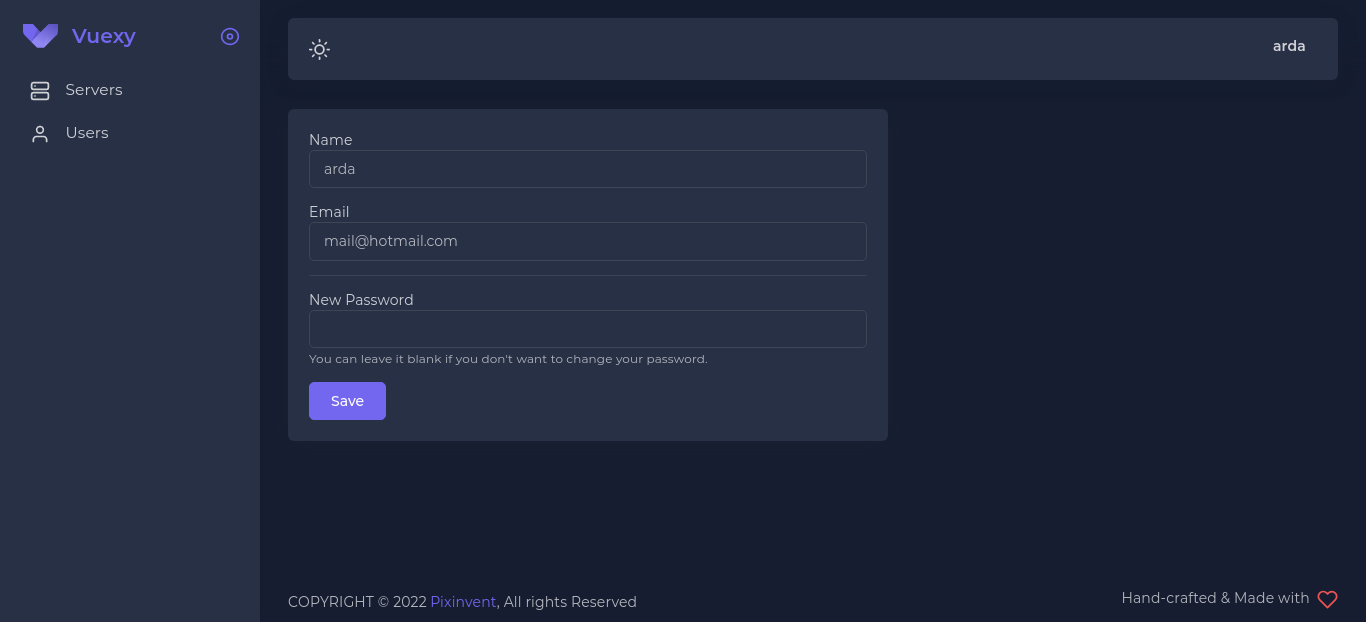 Vuexy
Servers
Users
arda
Name
arda
Email
mail@hotmail.com
New Password
You can leave it blank if you don't want to change your password.
Save
COPYRIGHT © 2022 Pixinvent, All rights Reserved
Hand-crafted & Made with